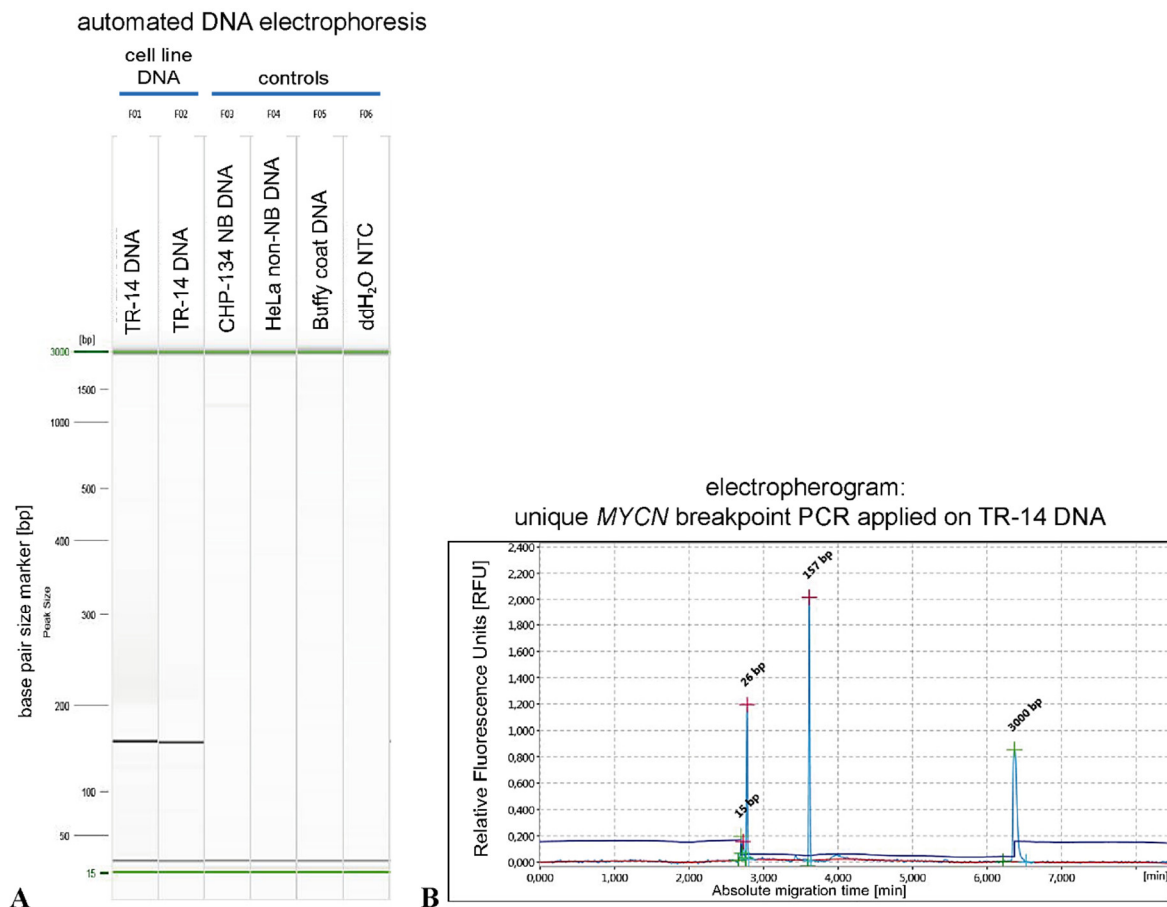 automated DNA electrophoresis
cell line
DNA
controls
F01
F02
F03
F04
F05
F06
TR-14 DNA
TR-14 DNA
CHP-134 NB DNA
HeLa non-NB DNA
Buffy coat DNA
ddH₂O NTC
[bp]
3000
1500
1000
500
400
300
200
100
50
15
base pair size marker [bp]
Peak Size
A
electropherogram:
unique MYCN breakpoint PCR applied on TR-14 DNA
Relative Fluorescence Units [RFU]
2,400
2,200
2,000
1,800
1,600
1,400
1,200
1,000
0,800
0,600
0,400
0,200
0,000
15 bp
26 bp
157 bp
3000 bp
0,000 1,000 2,000 3,000 4,000 5,000 6,000 7,000 [min]
Absolute migration time [min]
B